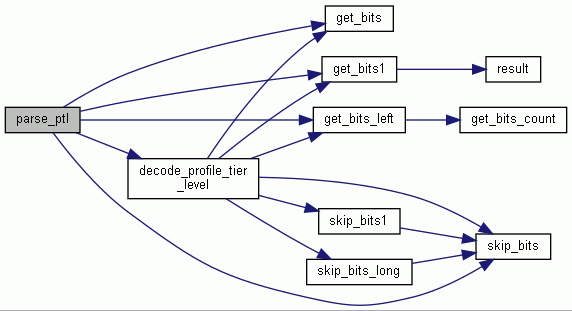 get_bits
get_bits1
result
parse_ptl
get_bits_left
get_bits_count
decode_profile_tier
_level
skip_bits1
skip_bits
skip_bits_long